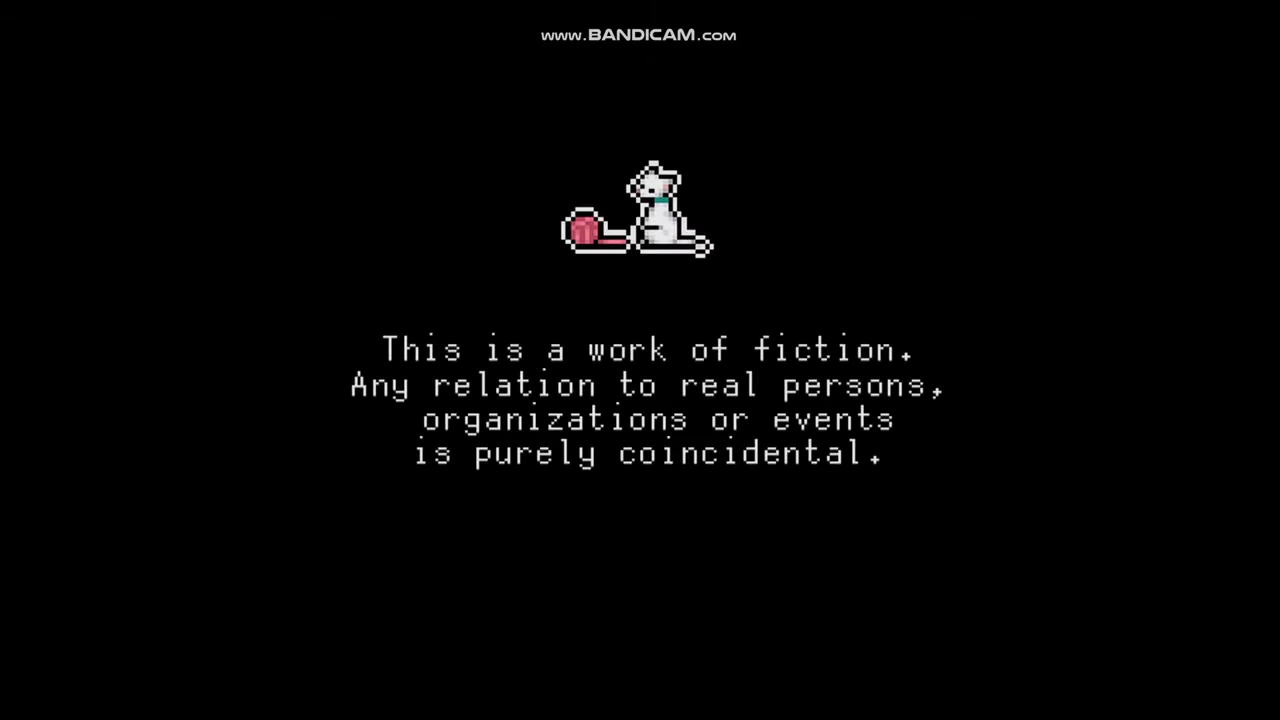 www.BANDICAM.com
This is a work of fiction.
Any relation to real persons,
organizations or events
is purely coincidental.